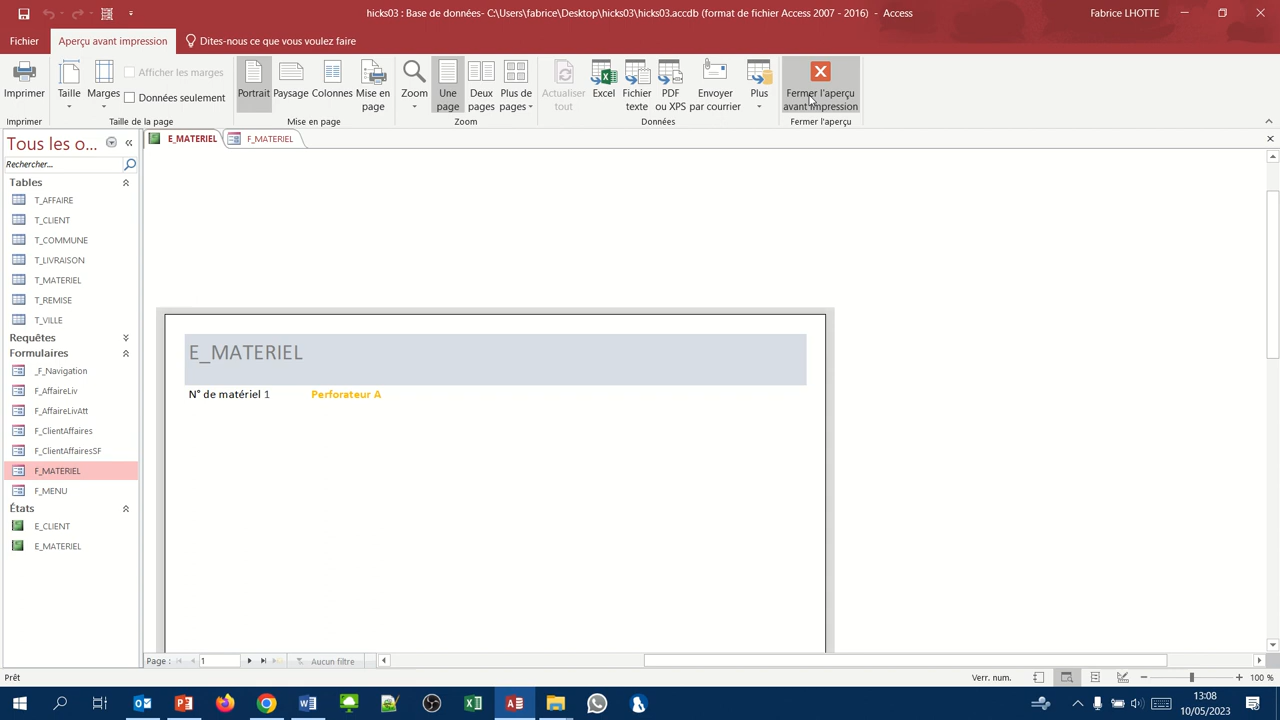 hicks03 : Base de données- C:\Users\fabrice\Desktop\hicks03\hicks03.accdb (format de fichier Access 2007 - 2016) - Access
Fabrice LHOTTE
Fichier
Aperçu avant impression
Dites-nous ce que vous voulez faire
Imprimer
Taille
Marges
Afficher les marges
Données seulement
Portrait
Paysage
Colonnes
Mise en
page
Zoom
Une
page
Deux
pages
Plus de
pages
Actualiser
tout
Excel
Fichier
texte
PDF
ou XPS
Envoyer
par courrier
Plus
Fermer l'aperçu
avant impression
Imprimer
Taille de la page
Mise en page
Zoom
Données
Fermer l'aperçu
Tous les o...
Rechercher...
Tables
T_AFFAIRE
T_CLIENT
T_COMMUNE
T_LIVRAISON
T_MATERIEL
T_REMISE
T_VILLE
Requêtes
Formulaires
_F_Navigation
F_AffaireLiv
F_AffaireLivAtt
F_ClientAffaires
F_ClientAffairesSF
F_MATERIEL
F_MENU
États
E_CLIENT
E_MATERIEL
E_MATERIEL
F_MATERIEL
E_MATERIEL
N° de matériel 1 Perforateur A
Page : 1
Aucun filtre
Prêt
Verr. num.
100 %
13:08
10/05/2023